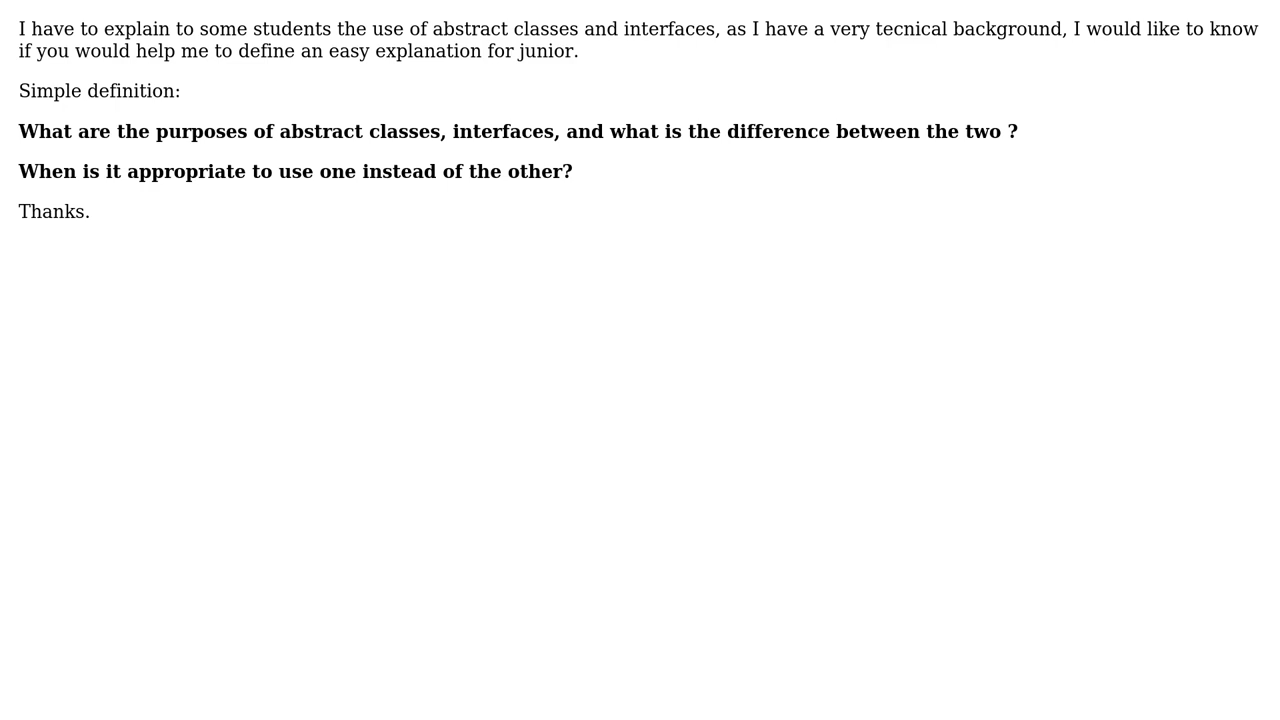 I have to explain to some students the use of abstract classes and interfaces, as I have a very tecnical background, I would like to know
if you would help me to define an easy explanation for junior.
Simple definition:
What are the purposes of abstract classes, interfaces, and what is the difference between the two ?
When is it appropriate to use one instead of the other?
Thanks.